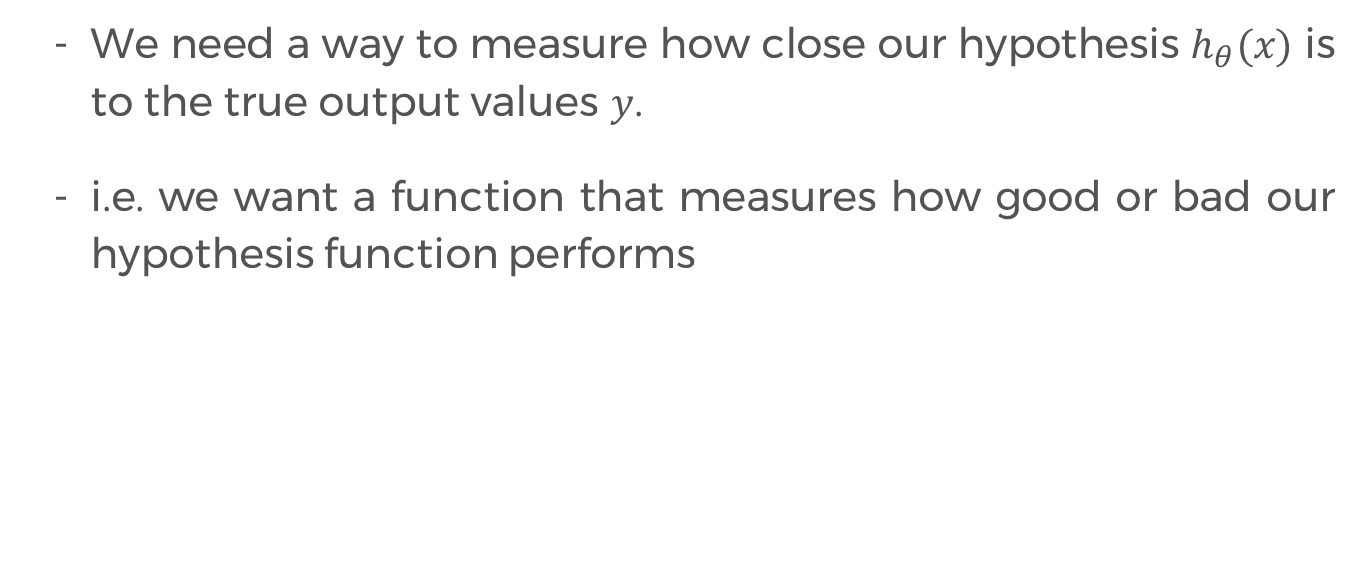 - We need a way to measure how close our hypothesis h_θ(x) is
to the true output values y.
- i.e. we want a function that measures how good or bad our
hypothesis function performs